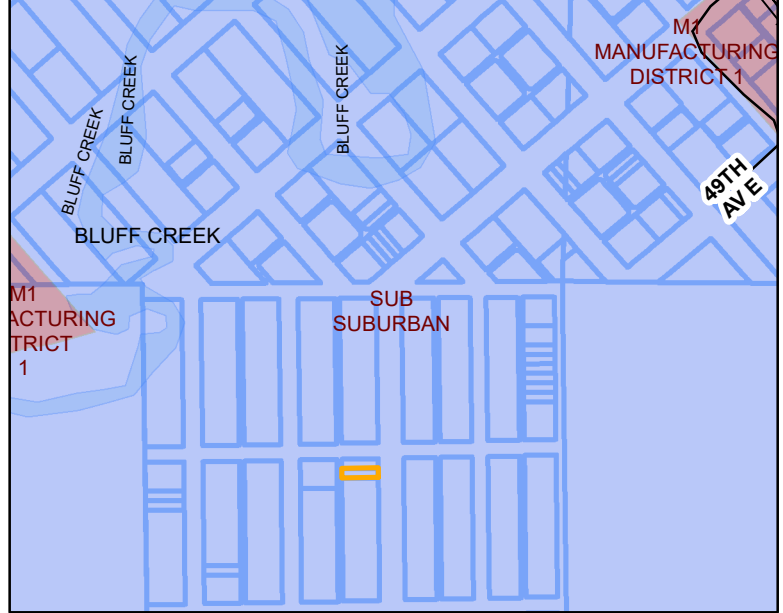 M1
MANUFACTURING
DISTRICT 1
BLUFF CREEK
BLUFF CREEK
BLUFF CREEK
49TH
AV E
BLUFF CREEK
M1
ACTURING
TRICT
1
SUB
SUBURBAN